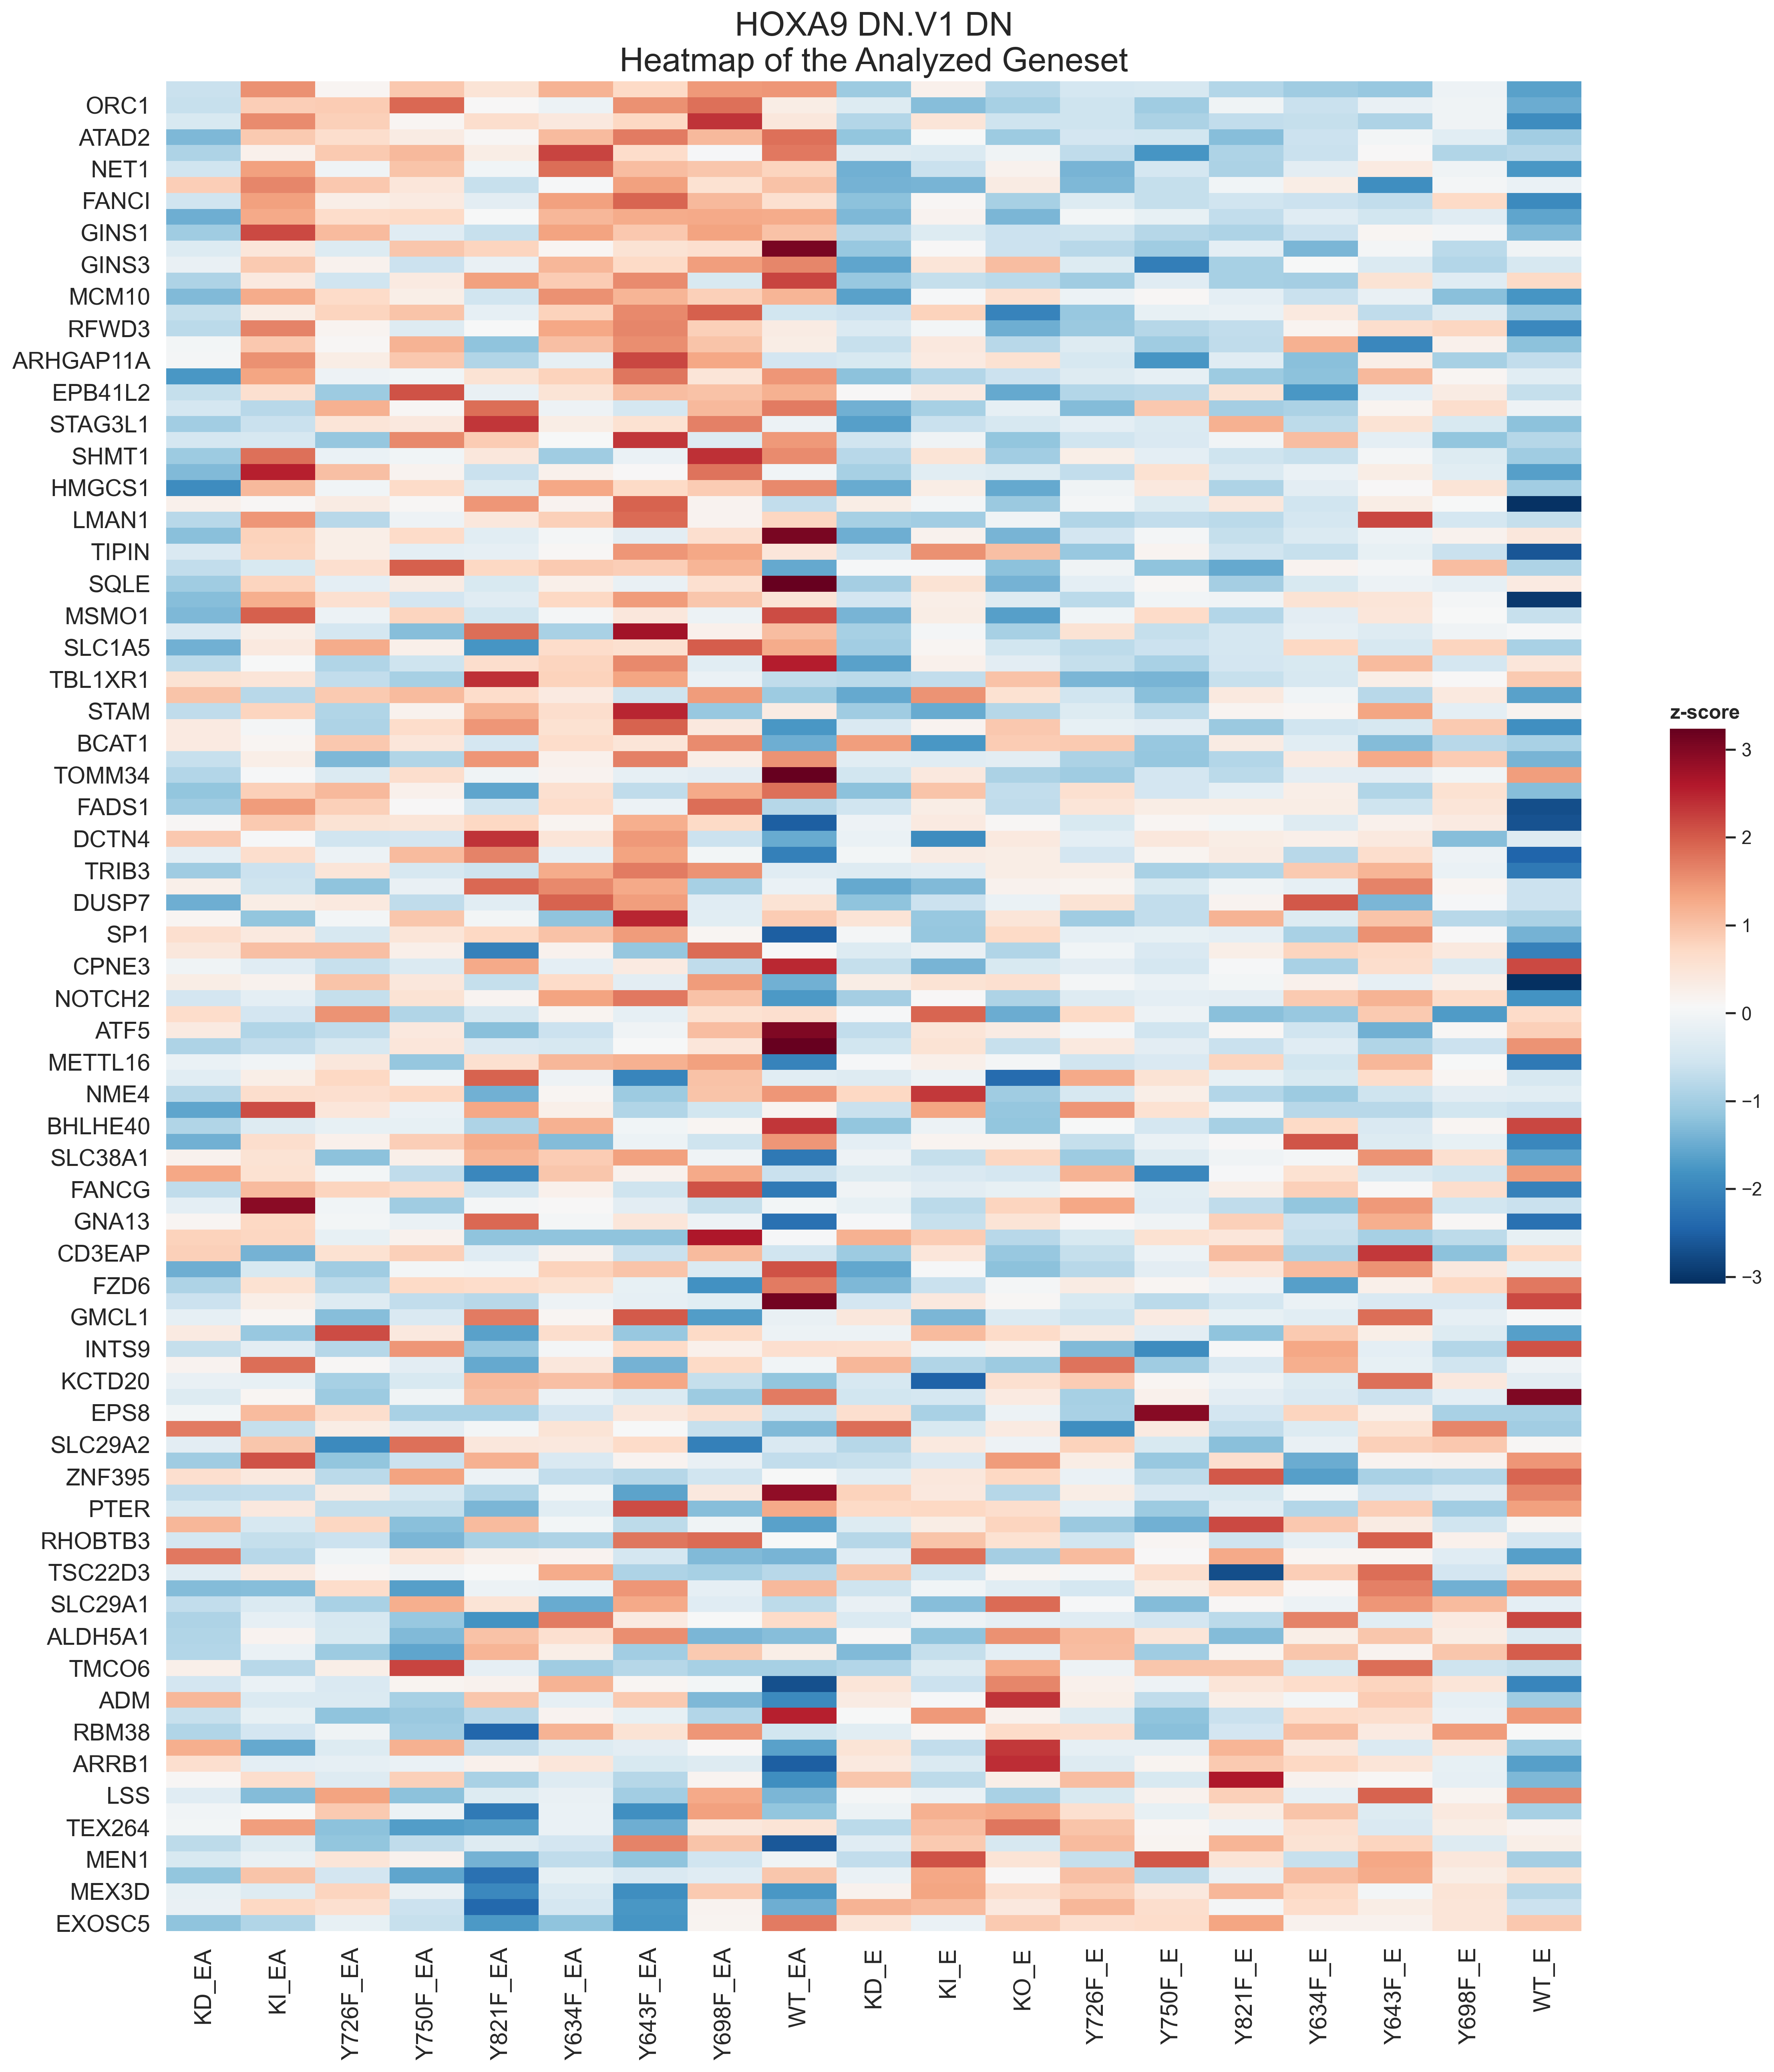 HOXA9 DN.V1 DN
Heatmap of the Analyzed Geneset
ORC1
ATAD2
NET1
FANCI
GINS1
GINS3
MCM10
RFWD3
ARHGAP11A
EPB41L2
STAG3L1
SHMT1
HMGCS1
LMAN1
TIPIN
SQLE
MSMO1
SLC1A5
TBL1XR1
STAM
BCAT1
TOMM34
FADS1
DCTN4
TRIB3
DUSP7
SP1
CPNE3
NOTCH2
ATF5
METTL16
NME4
BHLHE40
SLC38A1
FANCG
GNA13
CD3EAP
FZD6
GMCL1
INTS9
KCTD20
EPS8
SLC29A2
ZNF395
PTER
RHOBTB3
TSC22D3
SLC29A1
ALDH5A1
TMCO6
ADM
RBM38
ARRB1
LSS
TEX264
MEN1
MEX3D
EXOSC5
KD_EA
KI_EA
Y726F_EA
Y750F_EA
Y821F_EA
Y634F_EA
Y643F_EA
Y698F_EA
WT_EA
KD_E
KI_E
KO_E
Y726F_E
Y750F_E
Y821F_E
Y634F_E
Y643F_E
Y698F_E
WT_E
z-score
3
2
1
0
−1
−2
−3